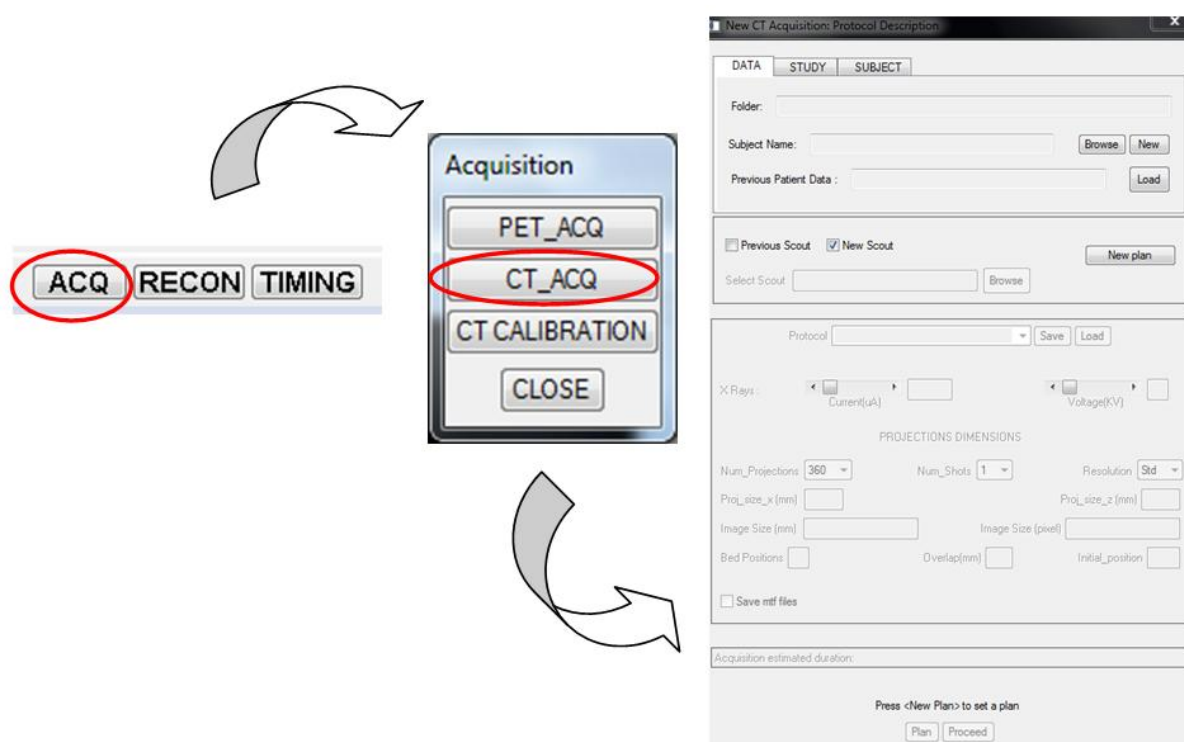 ACQ RECON TIMING
Acquisition
PET_ACQ
CT_ACQ
CT CALIBRATION
CLOSE
New CT Acquisition: Protocol Description
X
DATA STUDY SUBJECT
Folder:
Subject Name: Browse New
Previous Patient Data : Load
Previous Scout New Scout
New plan
Select Scout Browse
Protocol Save Load
X Rays :
Current(uA) Voltage(KV)
PROJECTIONS DIMENSIONS
Num_Projections 360 Num_Shots 1 Resolution Std
Proj_size_x (mm) Proj_size_z (mm)
Image Size (mm) Image Size (pixel)
Bed Positions Overlap(mm) Initial_position
Save mtf files
Acquisition estimated duration:
Press <New Plan> to set a plan
Plan Proceed